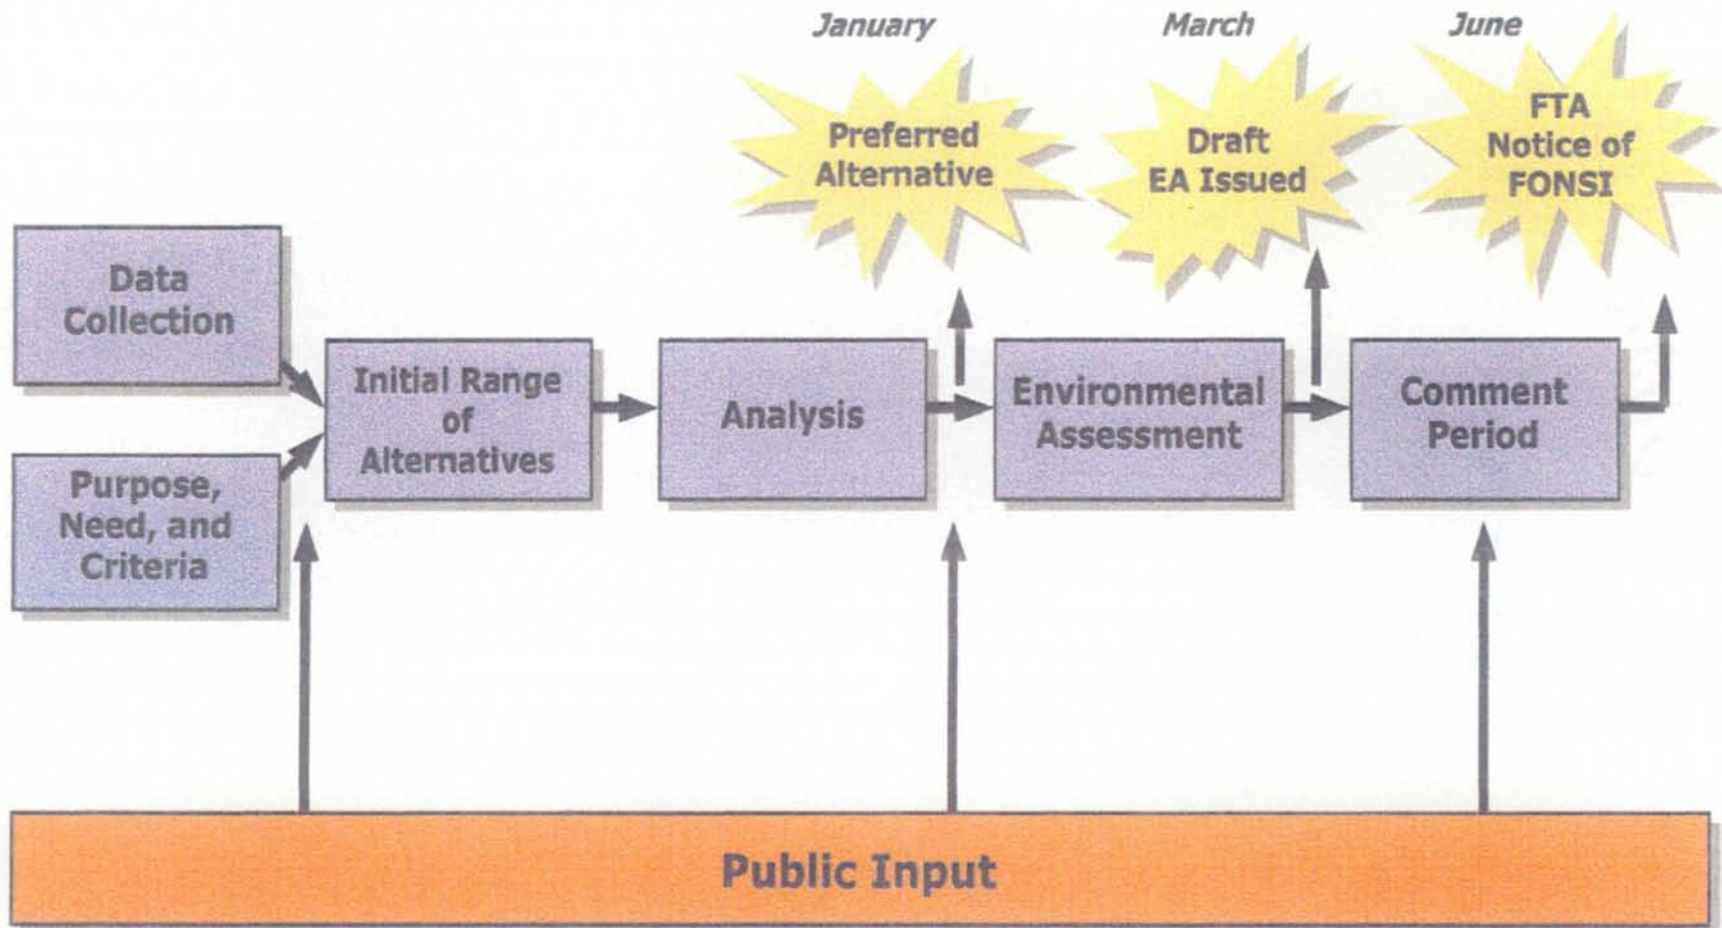 January
March
June
Preferred
Alternative
Draft
EA Issued
FTA
Notice of
FONSI
Data
Collection
Purpose,
Need, and
Criteria
Initial Range
of
Alternatives
Analysis
Environmental
Assessment
Comment
Period
Public Input